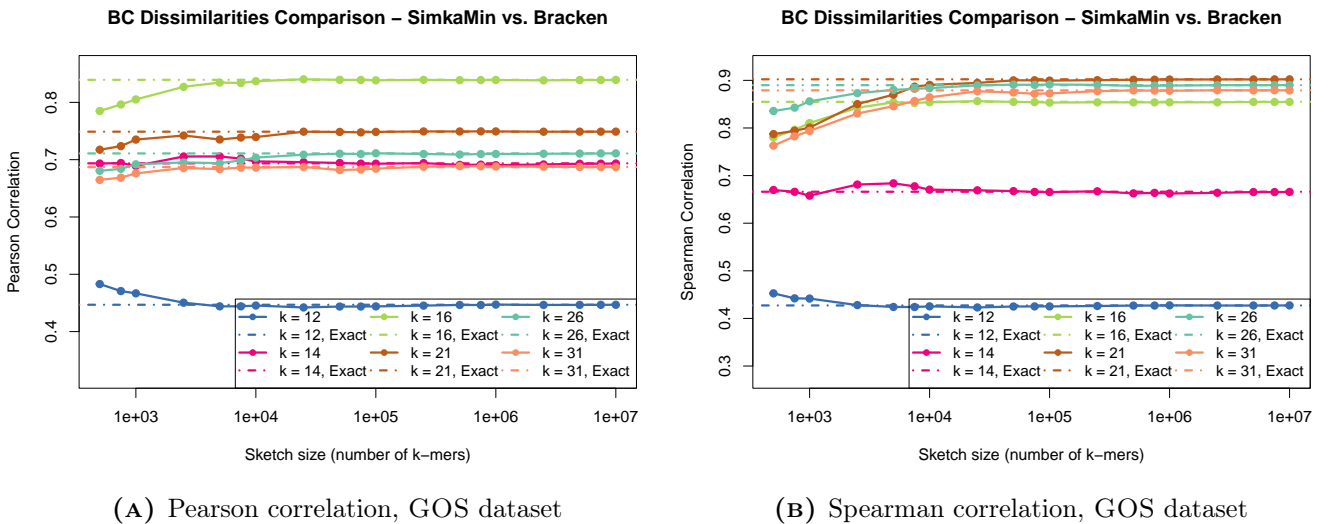 BC Dissimilarities Comparison − SimkaMin vs. Bracken
Pearson Correlation
0.8
0.7
0.6
0.5
0.4
k = 12
k = 12, Exact
k = 14
k = 14, Exact
k = 16
k = 16, Exact
k = 21
k = 21, Exact
k = 26
k = 26, Exact
k = 31
k = 31, Exact
1e+03 1e+04 1e+05 1e+06 1e+07
Sketch size (number of k−mers)
(A) Pearson correlation, GOS dataset
BC Dissimilarities Comparison − SimkaMin vs. Bracken
Spearman Correlation
0.9
0.8
0.7
0.6
0.5
0.4
0.3
k = 12
k = 12, Exact
k = 14
k = 14, Exact
k = 16
k = 16, Exact
k = 21
k = 21, Exact
k = 26
k = 26, Exact
k = 31
k = 31, Exact
1e+03 1e+04 1e+05 1e+06 1e+07
Sketch size (number of k−mers)
(B) Spearman correlation, GOS dataset